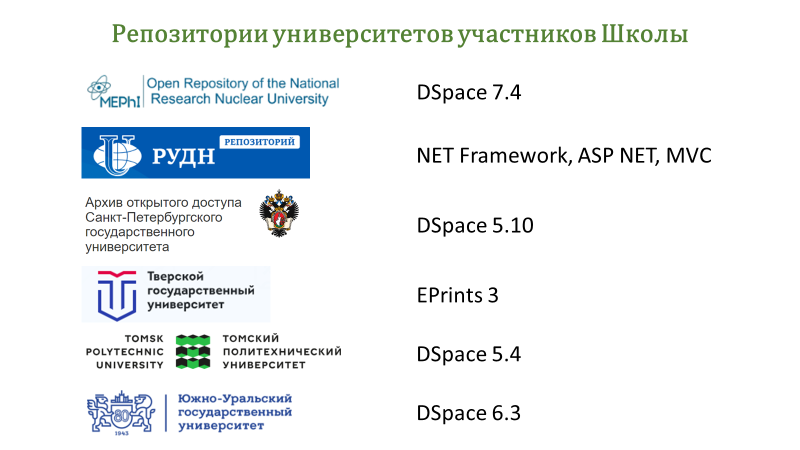 Репозитории университетов участников Школы
MEPhI
Open Repository of the National
Research Nuclear University
DSpace 7.4
РУДН
РЕПОЗИТОРИЙ
NET Framework, ASP NET, MVC
Архив открытого доступа
Санкт-Петербургского
государственного
университета
DSpace 5.10
Тверской
государственный
университет
EPrints 3
TOMSK
POLYTECHNIC
UNIVERSITY
ТОМСКИЙ
ПОЛИТЕХНИЧЕСКИЙ
УНИВЕРСИТЕТ
DSpace 5.4
80
1943
Южно-Уральский
государственный
университет
DSpace 6.3